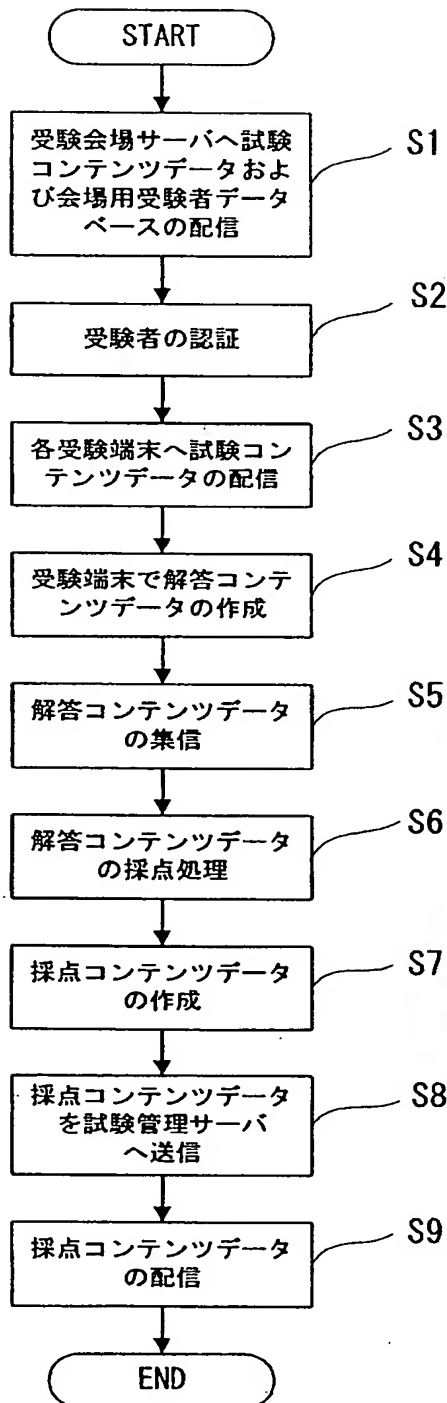 START
受験会場サーバへ試験
コンテンツデータおよ
び会場用受験者データ
ベースの配信
S1
受験者の認証
S2
各受験端末へ試験コン
テンツデータの配信
S3
受験端末で解答コンテ
ンツデータの作成
S4
解答コンテンツデータ
の集信
S5
解答コンテンツデータ
の採点処理
S6
採点コンテンツデータ
の作成
S7
採点コンテンツデータ
を試験管理サーバ
へ送信
S8
採点コンテンツデータ
の配信
S9
END